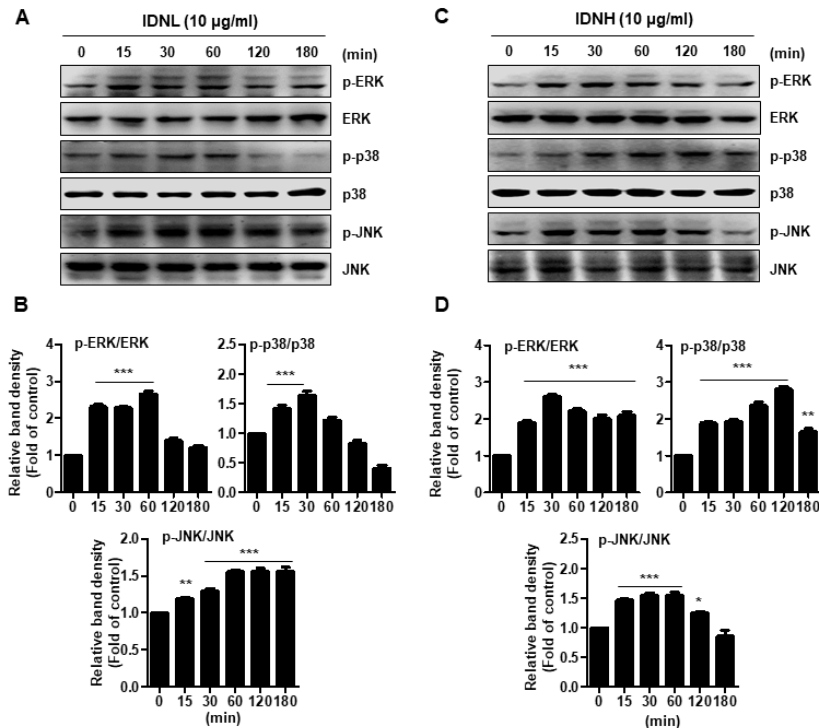 A
IDNL (10 µg/ml)
0 15 30 60 120 180 (min)
p-ERK
ERK
p-p38
p38
p-JNK
JNK
B
p-ERK/ERK
Relative band density
(Fold of control)
4
3
2
1
0
***
0 15 30 60 120 180
p-p38/p38
2.5
2.0
1.5
1.0
0.5
0.0
***
0 15 30 60 120 180
p-JNK/JNK
Relative band density
(Fold of control)
2.0
1.5
1.0
0.5
0.0
**
***
0 15 30 60 120 180
(min)
C
IDNH (10 µg/ml)
0 15 30 60 120 180 (min)
p-ERK
ERK
p-p38
p38
p-JNK
JNK
D
p-ERK/ERK
Relative band density
(Fold of control)
4
3
2
1
0
***
0 15 30 60 120 180
p-p38/p38
4
3
2
1
0
***
**
0 15 30 60 120 180
p-JNK/JNK
Relative band density
(Fold of control)
2.5
2.0
1.5
1.0
0.5
0.0
***
*
0 15 30 60 120 180
(min)